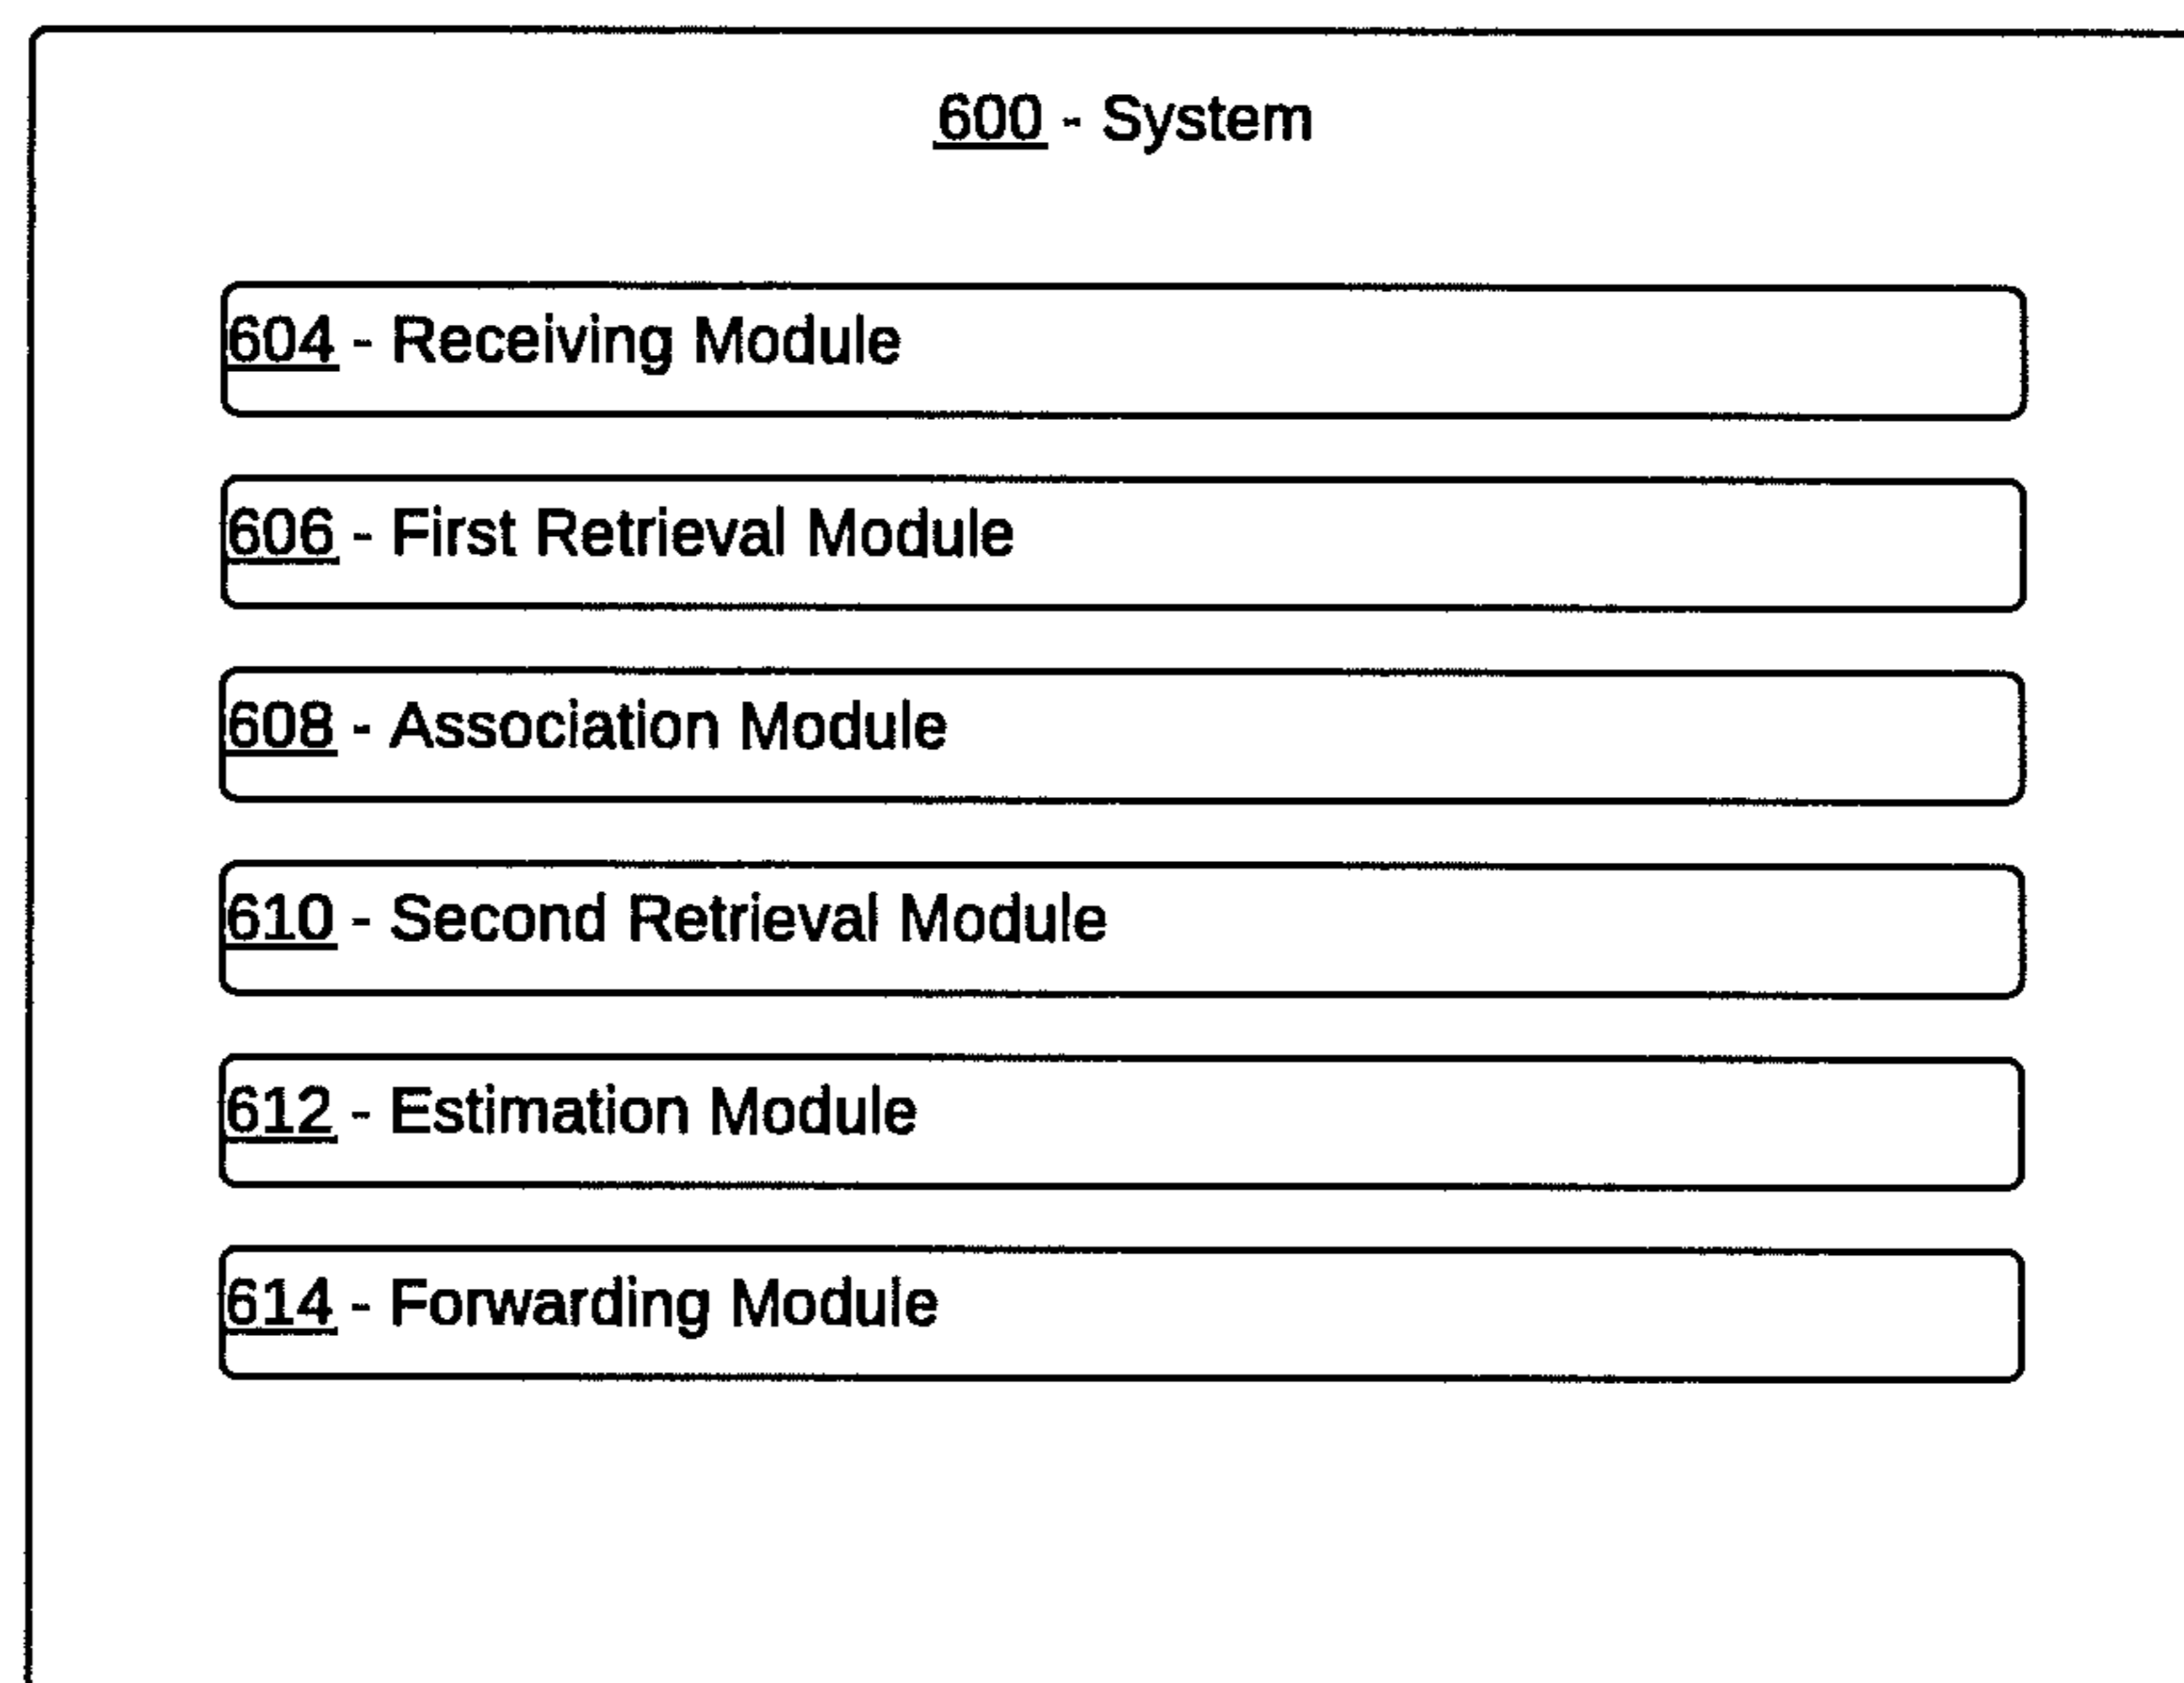 600 - System
604 - Receiving Module
606 - First Retrieval Module
608 - Association Module
610 - Second Retrieval Module
612 - Estimation Module
614 - Forwarding Module